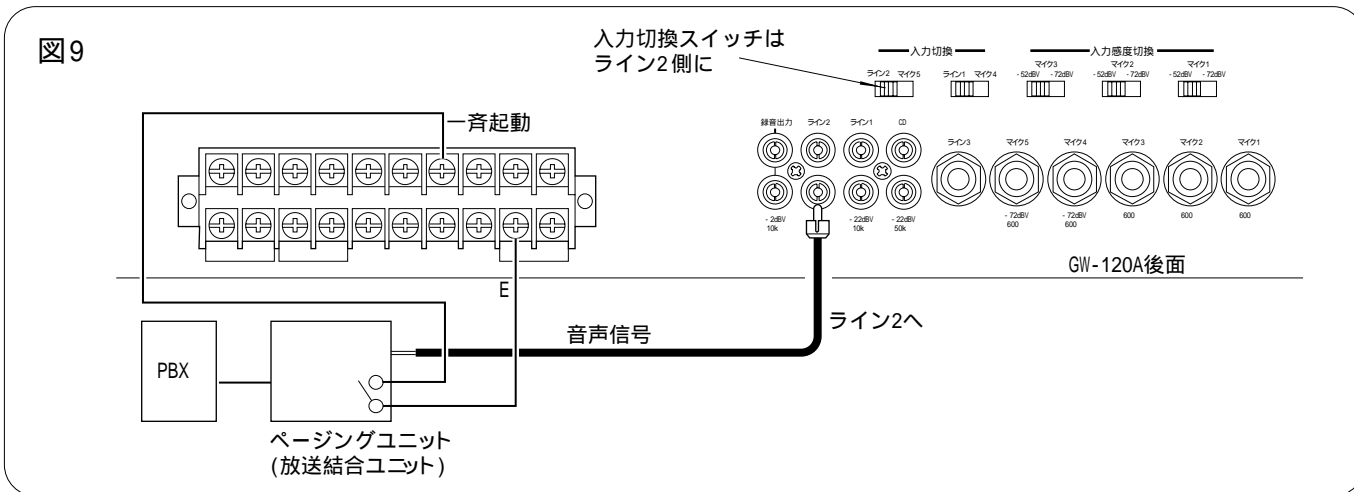 図9
入力切換スイッチは
ライン2側に
入力切換
入力感度切換
ライン2 マイク5
ライン1 マイク4
マイク3
-52dBV -72dBV
マイク2
-52dBV -72dBV
マイク1
-52dBV -72dBV
一斉起動
録音出力
ライン2
ライン1
CD
ライン3
マイク5
マイク4
マイク3
マイク2
マイク1
-2dBV
10k
-22dBV
10k
-22dBV
50k
-72dBV
600
-72dBV
600
600
600
600
GW-120A後面
E
ライン2へ
音声信号
PBX
ページングユニット
(放送結合ユニット)